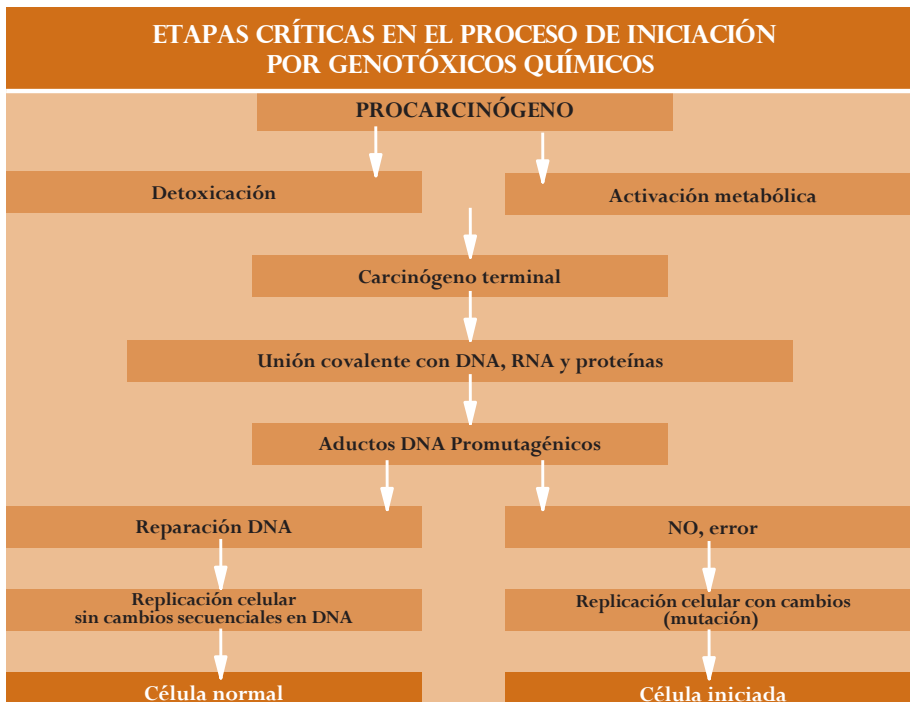 ETAPAS CRÍTICAS EN EL PROCESO DE INICIACIÓN
POR GENOTÓXICOS QUÍMICOS
PROCARCINÓGENO
Detoxicación
Activación metabólica
Carcinógeno terminal
Unión covalente con DNA, RNA y proteínas
Aductos DNA Promutagénicos
Reparación DNA
NO, error
Replicación celular
sin cambios secuenciales en DNA
Replicación celular con cambios
(mutación)
Célula normal
Célula iniciada